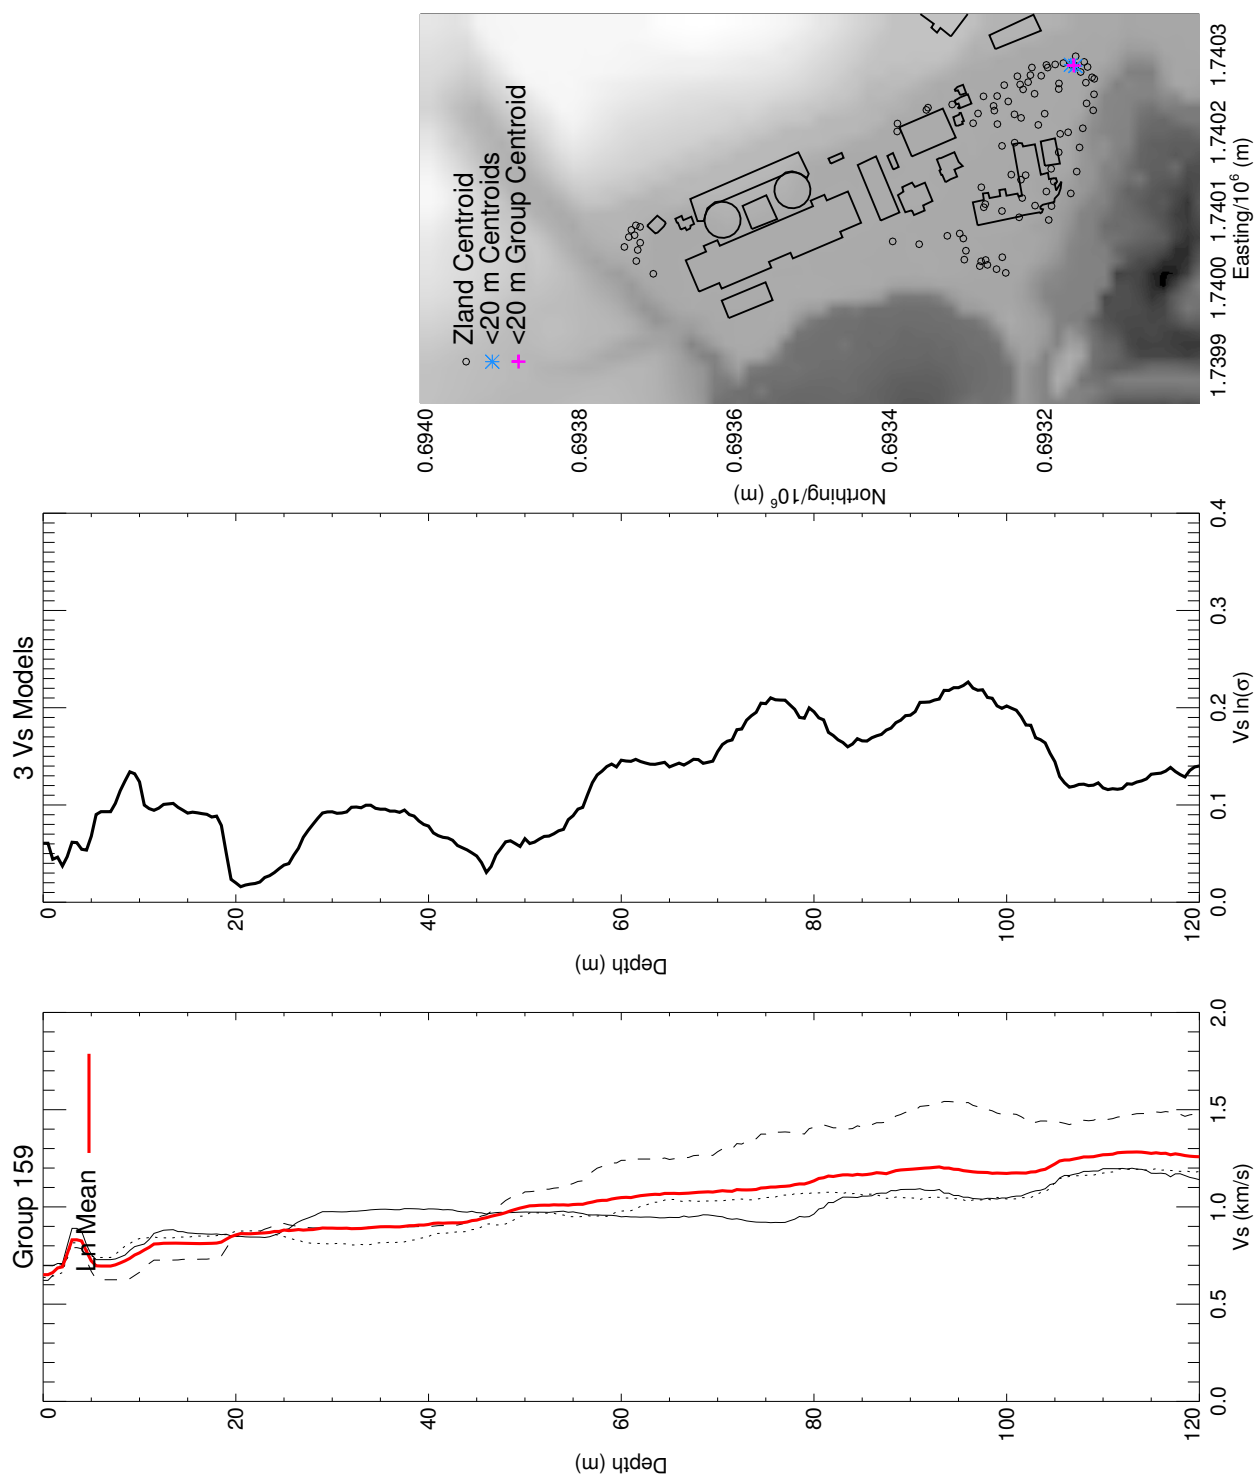 Group 159
Ln Mean
0
20
40
60
80
100
120
Depth (m)
0.0 0.5 1.0 1.5 2.0
Vs (km/s)
3 Vs Models
0
20
40
60
80
100
120
Depth (m)
0.0 0.1 0.2 0.3 0.4
Vs ln(σ)
Zland Centroid
<20 m Centroids
<20 m Group Centroid
0.6940
0.6938
0.6936
0.6934
0.6932
Northing/10⁶ (m)
1.7399 1.7400 1.7401 1.7402 1.7403
Easting/10⁶ (m)